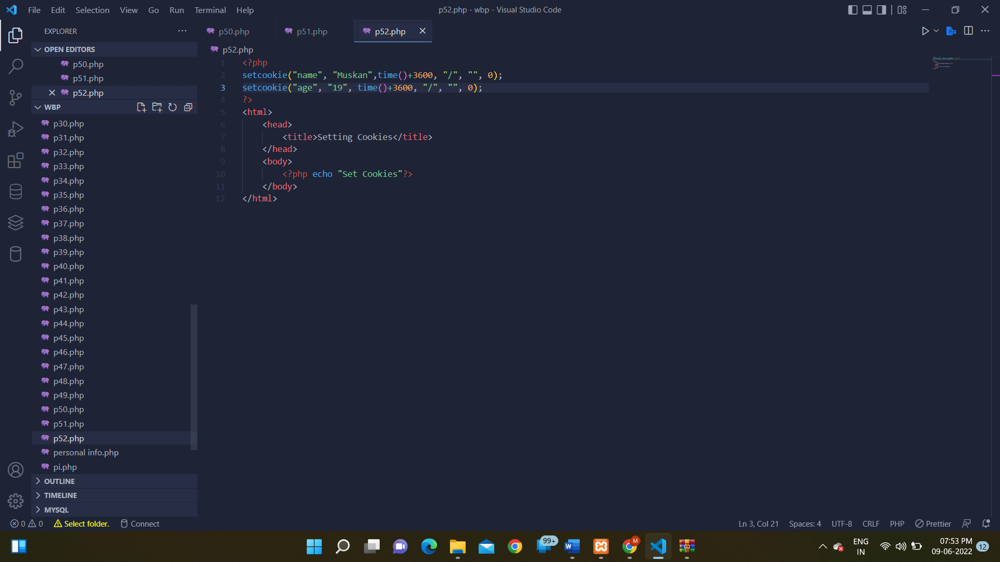 File Edit Selection View Go Run Terminal Help
p52.php - wbp - Visual Studio Code
EXPLORER
p50.php p51.php p52.php
OPEN EDITORS
p50.php
p51.php
p52.php
WBP
p30.php
p31.php
p32.php
p33.php
p34.php
p35.php
p36.php
p37.php
p38.php
p39.php
p40.php
p41.php
p42.php
p43.php
p44.php
p45.php
p46.php
p47.php
p48.php
p49.php
p50.php
p51.php
p52.php
personal info.php
pi.php
OUTLINE
TIMELINE
MYSQL
p52.php
1 <?php
2 setcookie("name", "Muskan",time()+3600, "/", "", 0);
3 setcookie("age", "19", time()+3600, "/", "", 0);
4 ?>
5 <html>
6 <head>
7 <title>Setting Cookies</title>
8 </head>
9 <body>
10 <?php echo "Set Cookies"?>
11 </body>
12 </html>
0 0 Select folder. Connect
Ln 3, Col 21 Spaces: 4 UTF-8 CRLF PHP Prettier
99+
W
M
ENG
IN
07:53 PM
09-06-2022
12